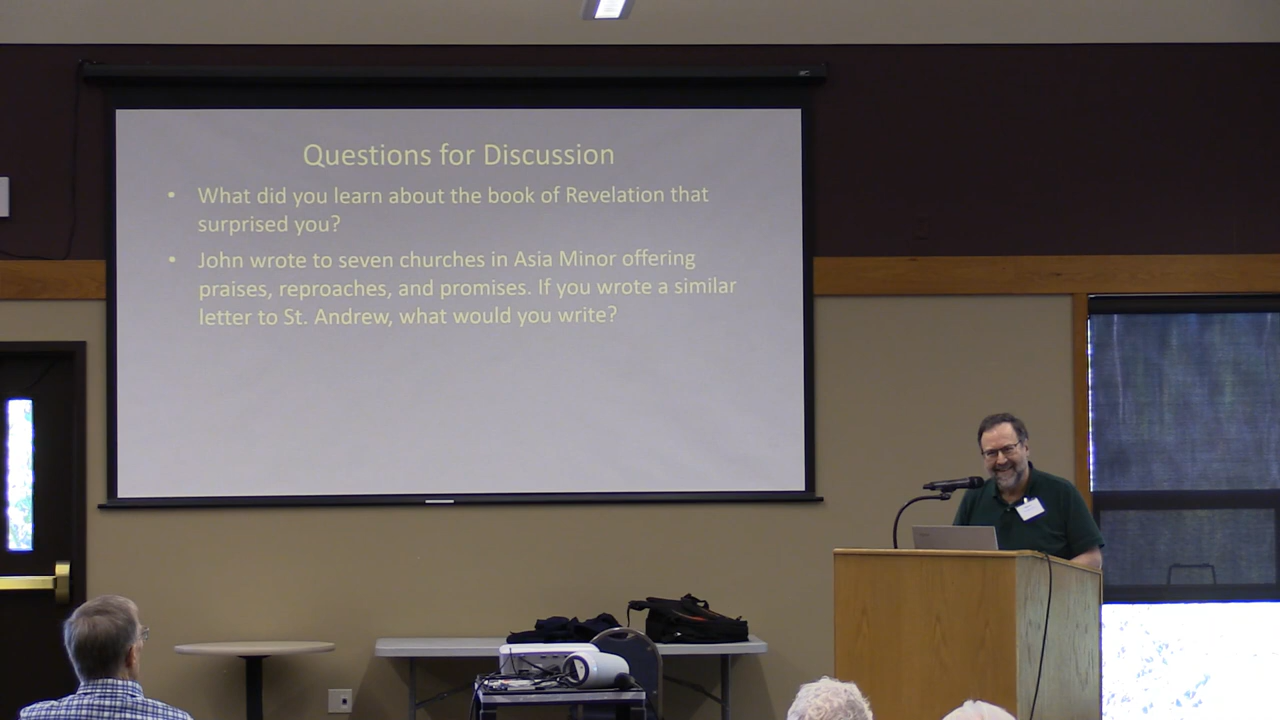 Questions for Discussion
• What did you learn about the book of Revelation that
surprised you?
• John wrote to seven churches in Asia Minor offering
praises, reproaches, and promises. If you wrote a similar
letter to St. Andrew, what would you write?